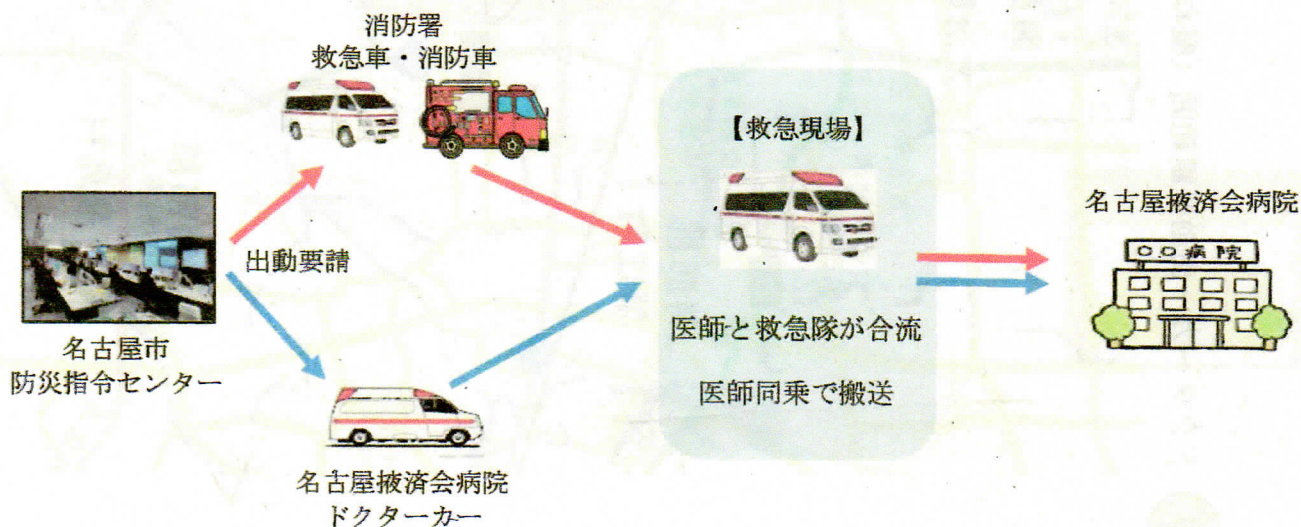 消防署
救急車・消防車
出動要請
名古屋市
防災指令センター
名古屋掖済会病院
ドクターカー
【救急現場】
医師と救急隊が合流
医師同乗で搬送
名古屋掖済会病院
○○病院